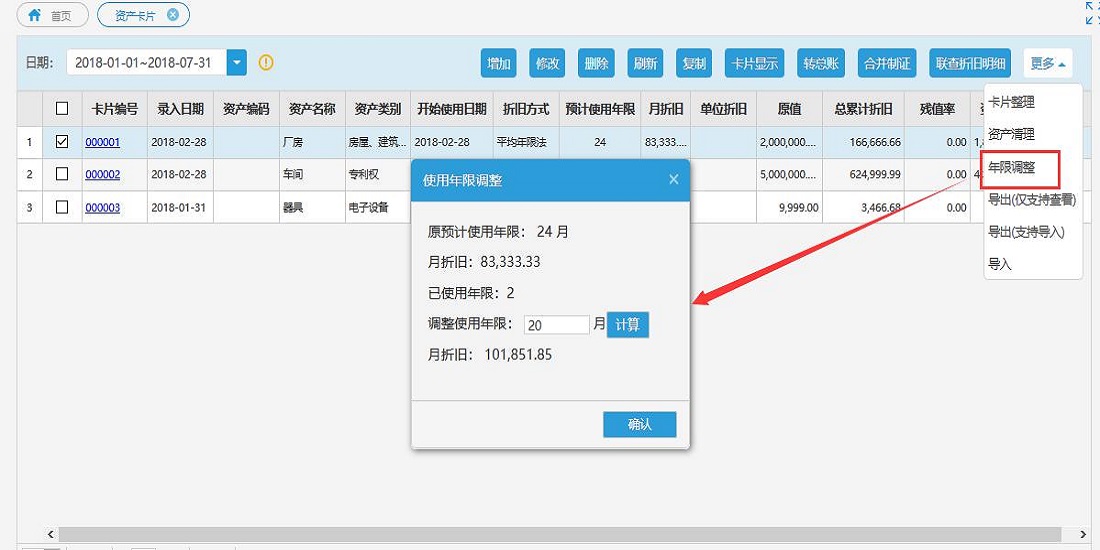 首页 资产卡片
日期： 2018-01-01~2018-07-31 增加 修改 删除 刷新 复制 卡片显示 转总账 合并制证 联查折旧明细 更多
卡片编号 录入日期 资产编码 资产名称 资产类别 开始使用日期 折旧方式 预计使用年限 月折旧 单位折旧 原值 总累计折旧 残值率
1 000001 2018-02-28 厂房 房屋、建筑... 2018-02-28 平均年限法 24 83,333.... 2,000,000.... 166,666.66 0.00
2 000002 2018-02-28 车间 专利权 5,000,000.... 624,999.99 0.00
3 000003 2018-01-31 器具 电子设备 9,999.00 3,466.68 0.00
卡片整理
资产清理
年限调整
导出(仅支持查看)
导出(支持导入)
导入
使用年限调整
原预计使用年限： 24 月
月折旧：83,333.33
已使用年限：2
调整使用年限： 20 月 计算
月折旧： 101,851.85
确认